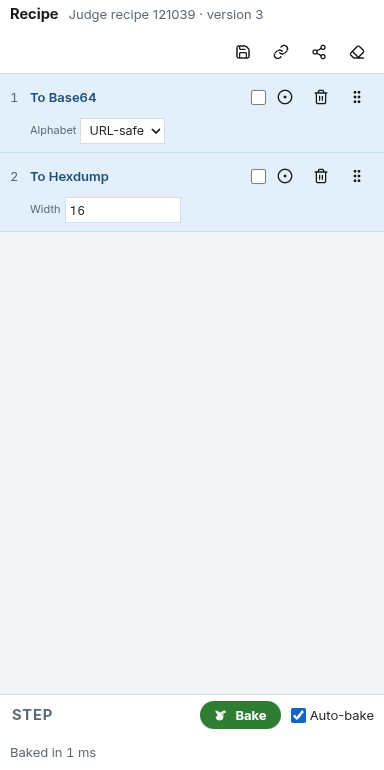 Recipe Judge recipe 121039 · version 3
1 To Base64
Alphabet URL-safe
2 To Hexdump
Width 16
STEP Bake Auto-bake
Baked in 1 ms